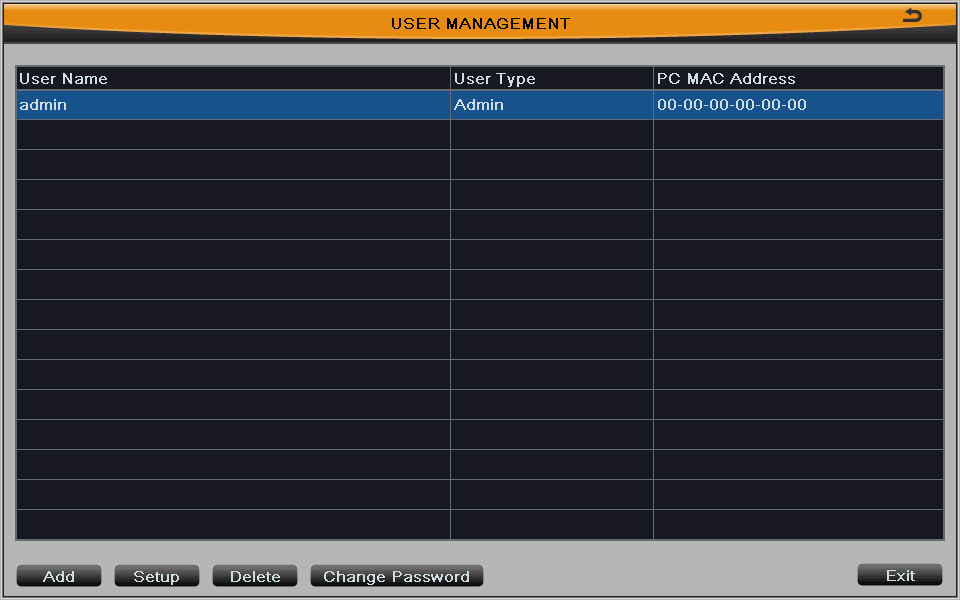 USER MANAGEMENT
User Name User Type PC MAC Address
admin Admin 00-00-00-00-00-00
Add Setup Delete Change Password Exit